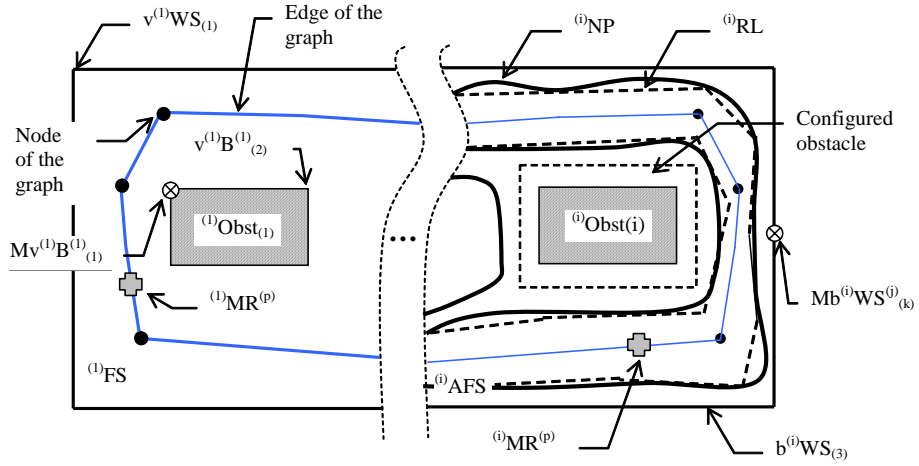 v⁽¹⁾WS₍₁₎
Edge of the
graph
⁽ⁱ⁾NP
⁽ⁱ⁾RL
Node
of the
graph
v⁽¹⁾B⁽¹⁾₍₂₎
Configured
obstacle
⁽¹⁾Obst₍₁₎
...
⁽ⁱ⁾Obst(i)
Mv⁽¹⁾B⁽¹⁾₍₁₎
⁽¹⁾MR⁽ᵖ⁾
Mb⁽ⁱ⁾WS⁽ʲ⁾₍ₖ₎
⁽¹⁾FS
⁽ⁱ⁾AFS
⁽ⁱ⁾MR⁽ᵖ⁾
b⁽ⁱ⁾WS₍₃₎